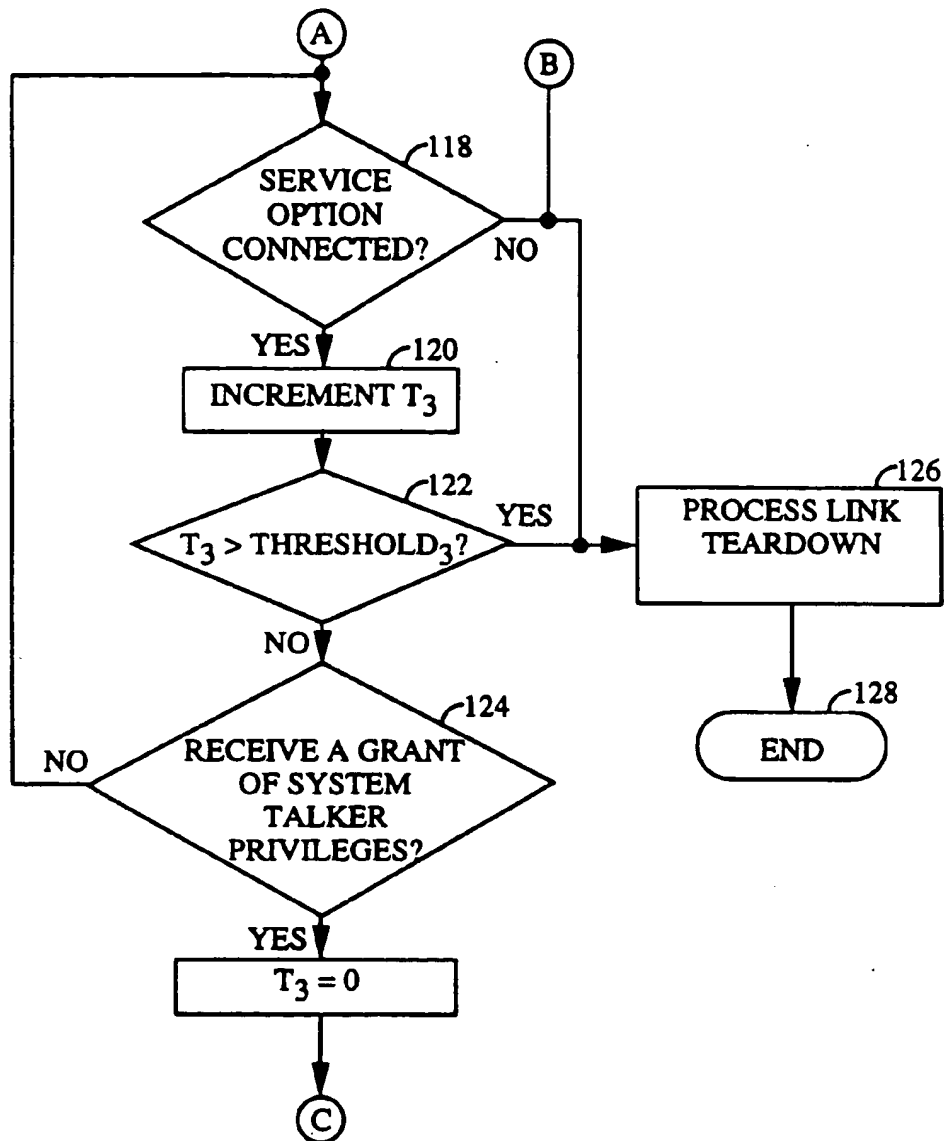 A
B
118
SERVICE
OPTION
CONNECTED?
NO
YES
120
INCREMENT T3
122
T3 > THRESHOLD3?
YES
126
PROCESS LINK
TEARDOWN
NO
124
RECEIVE A GRANT
OF SYSTEM
TALKER
PRIVILEGES?
NO
128
END
YES
T3 = 0
C